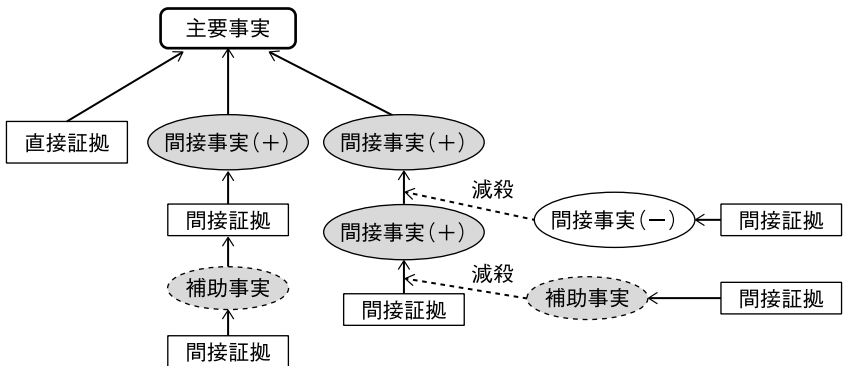 主要事実
直接証拠
間接事実（＋）
間接事実（＋）
減殺
間接証拠
間接事実（＋）
間接事実（－）
間接証拠
減殺
補助事実
間接証拠
補助事実
間接証拠
間接証拠